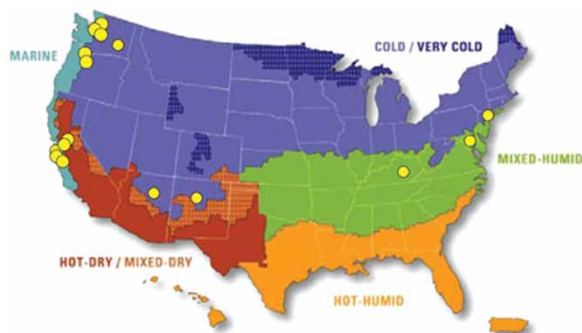 COLD / VERY COLD
MARINE
MIXED-HUMID
HOT-DRY / MIXED-DRY
HOT-HUMID